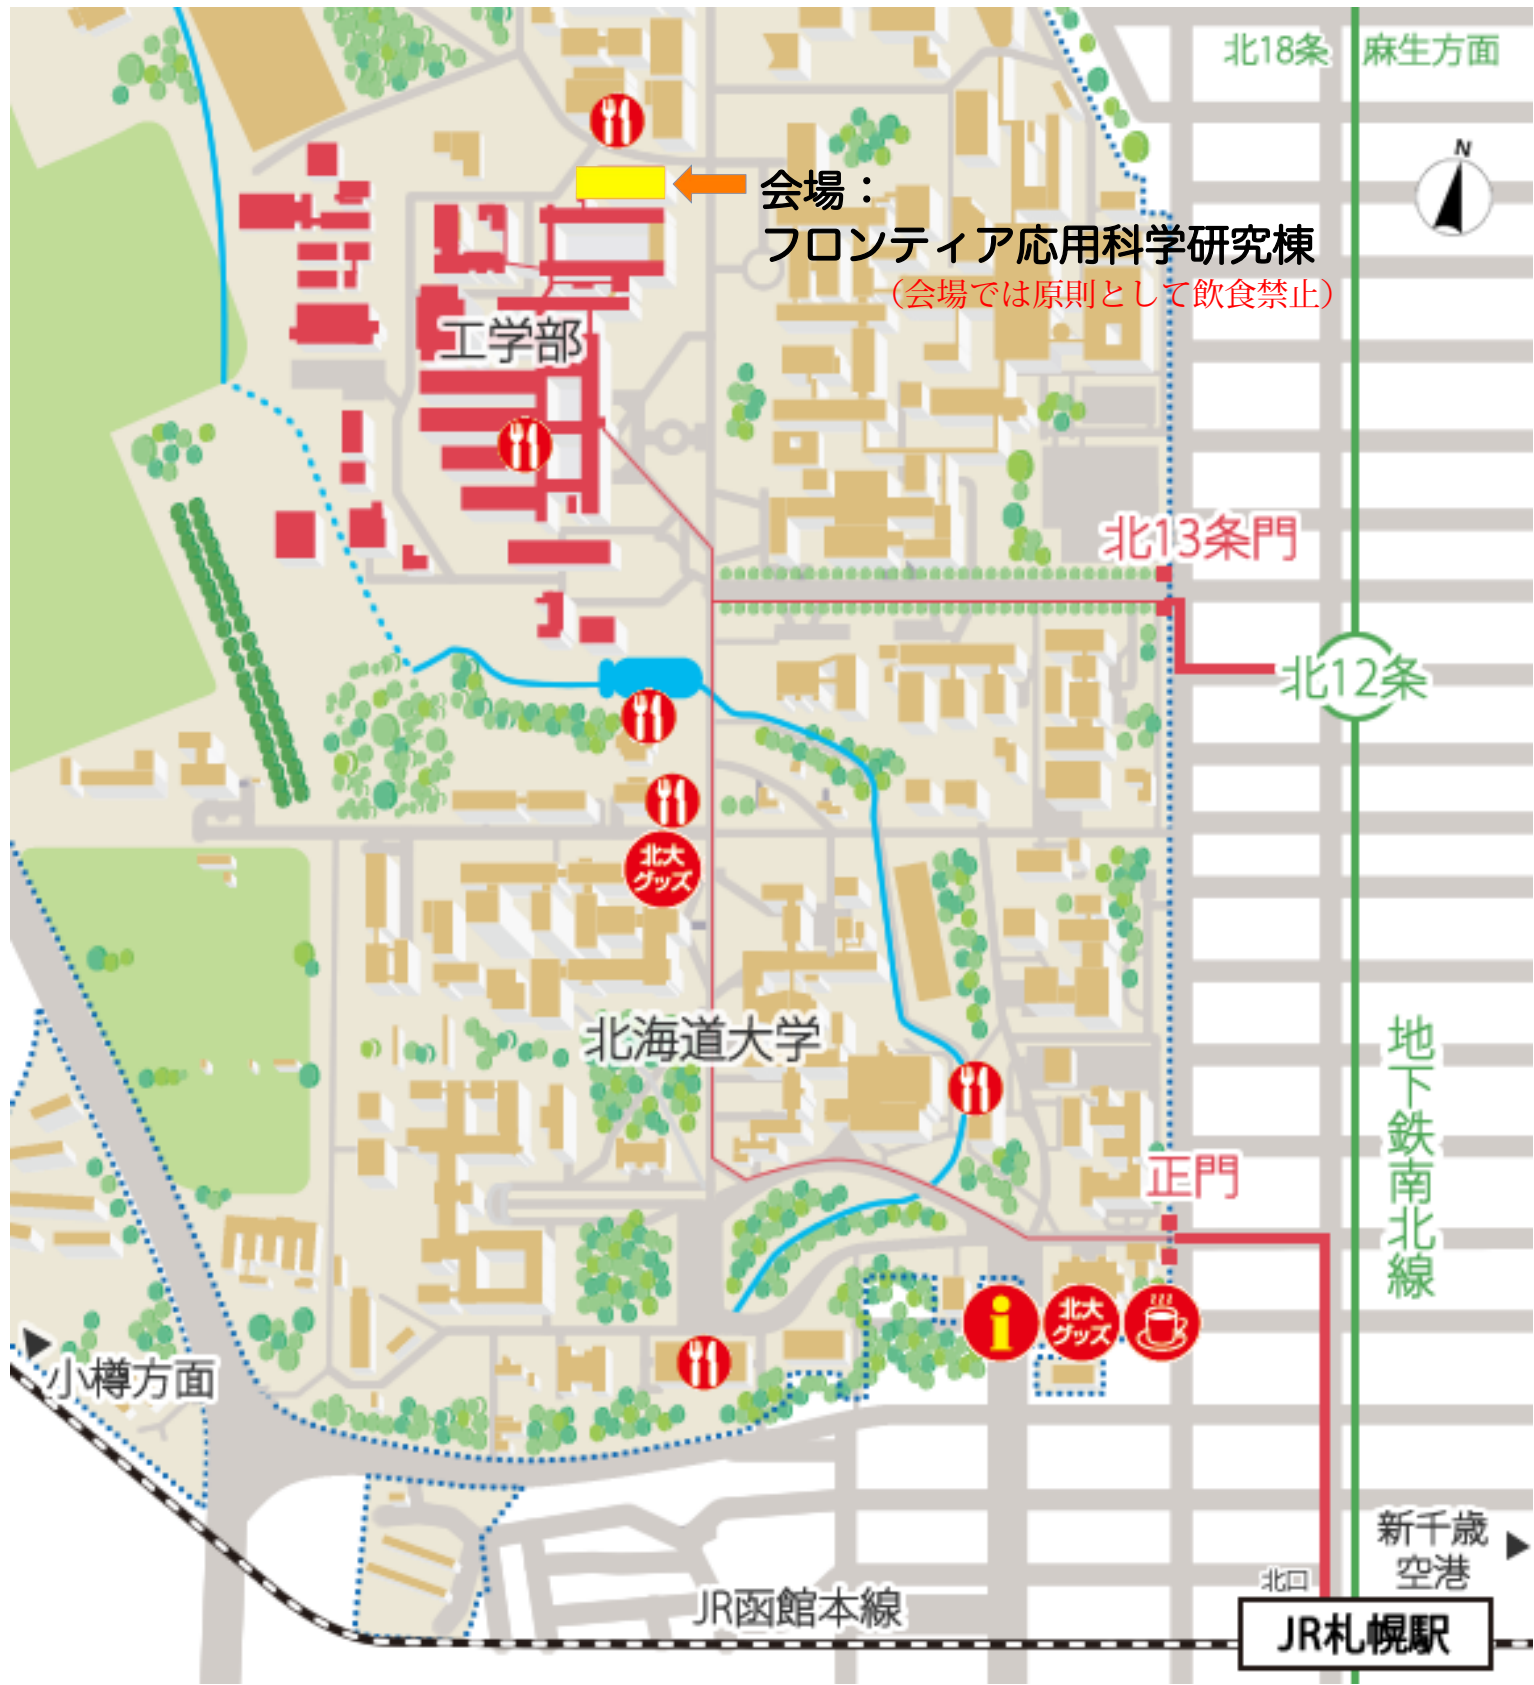 北18条
麻生方面
N
会場：
フロンティア応用科学研究棟
（会場では原則として飲食禁止）
工学部
北13条門
北12条
北大
グッズ
北海道大学
地下鉄南北線
正門
i
北大
グッズ
小樽方面
新千歳
空港
北口
JR函館本線
JR札幌駅